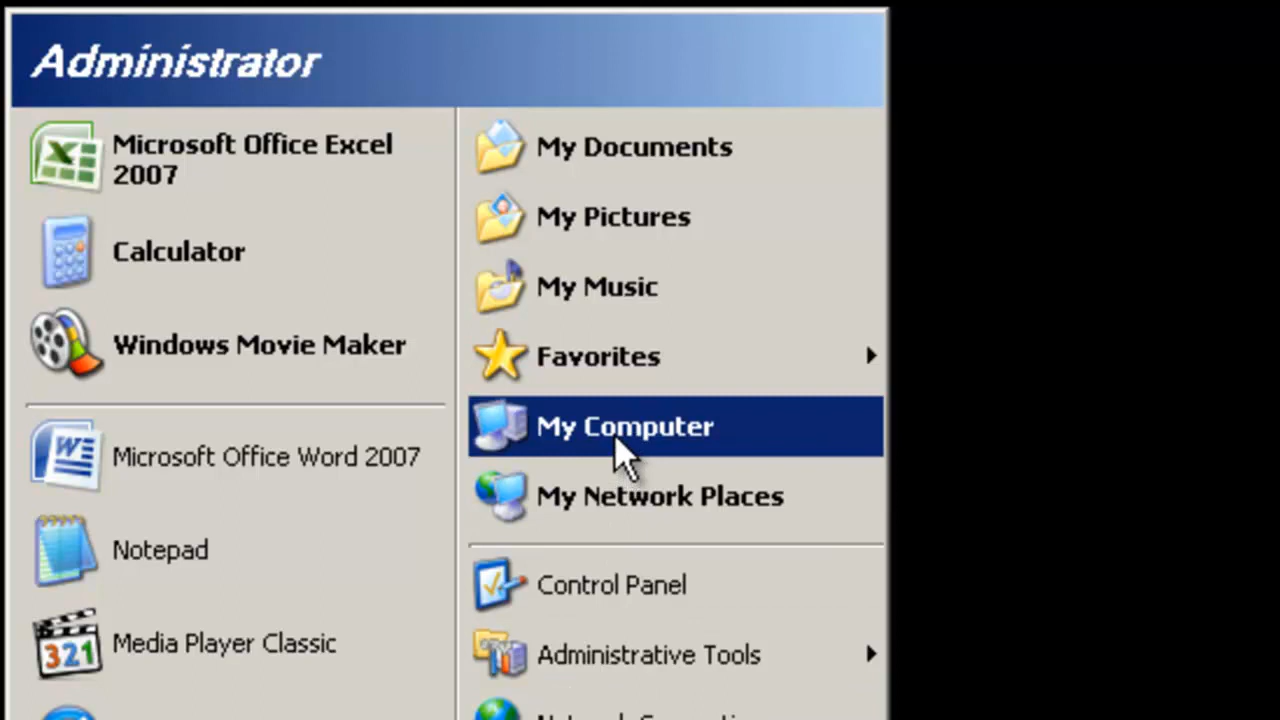 Administrator
Microsoft Office Excel
2007
Calculator
Windows Movie Maker
Microsoft Office Word 2007
Notepad
321
Media Player Classic
My Documents
My Pictures
My Music
Favorites
My Computer
My Network Places
Control Panel
Administrative Tools